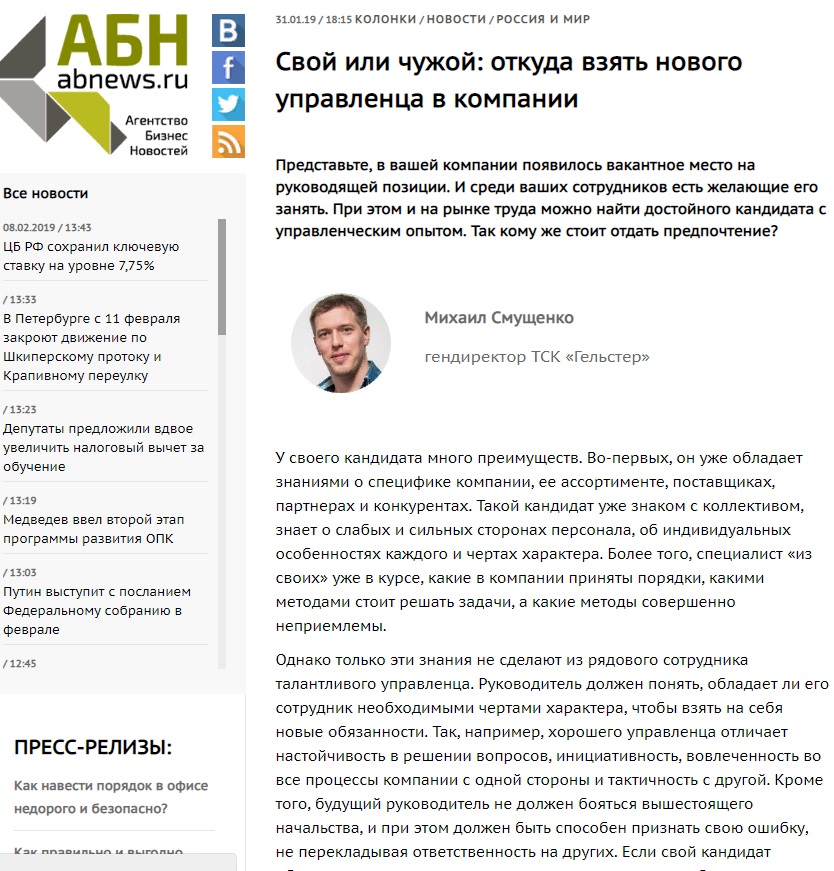 АБН
abnews.ru
Агентство
Бизнес
Новостей
B
f
Все новости
08.02.2019 / 13:43
ЦБ РФ сохранил ключевую
ставку на уровне 7,75%
/ 13:33
В Петербурге с 11 февраля
закроют движение по
Шкиперскому протоку и
Крапивному переулку
/ 13:23
Депутаты предложили вдвое
увеличить налоговый вычет за
обучение
/ 13:19
Медведев ввел второй этап
программы развития ОПК
/ 13:03
Путин выступит с посланием
Федеральному собранию в
феврале
/ 12:45
ПРЕСС-РЕЛИЗЫ:
Как навести порядок в офисе
недорого и безопасно?
Как правильно и выгодно
31.01.19 / 18:15 КОЛОНКИ / НОВОСТИ / РОССИЯ И МИР
Свой или чужой: откуда взять нового
управленца в компании
Представьте, в вашей компании появилось вакантное место на
руководящей позиции. И среди ваших сотрудников есть желающие его
занять. При этом и на рынке труда можно найти достойного кандидата с
управленческим опытом. Так кому же стоит отдать предпочтение?
Михаил Смущенко
гендиректор ТСК «Гельстер»
У своего кандидата много преимуществ. Во-первых, он уже обладает
знаниями о специфике компании, ее ассортименте, поставщиках,
партнерах и конкурентах. Такой кандидат уже знаком с коллективом,
знает о слабых и сильных сторонах персонала, об индивидуальных
особенностях каждого и чертах характера. Более того, специалист «из
своих» уже в курсе, какие в компании приняты порядки, какими
методами стоит решать задачи, а какие методы совершенно
неприемлемы.
Однако только эти знания не сделают из рядового сотрудника
талантливого управленца. Руководитель должен понять, обладает ли его
сотрудник необходимыми чертами характера, чтобы взять на себя
новые обязанности. Так, например, хорошего управленца отличает
настойчивость в решении вопросов, инициативность, вовлеченность во
все процессы компании с одной стороны и тактичность с другой. Кроме
того, будущий руководитель не должен бояться вышестоящего
начальства, и при этом должен быть способен признать свою ошибку,
не перекладывая ответственность на других. Если свой кандидат